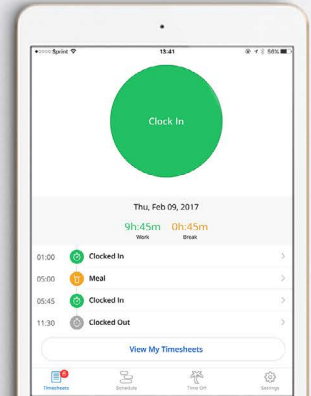 Sprint 13:41 56%
Clock In
Thu, Feb 09, 2017
9h:45m 0h:45m
Work Break
01:00 Clocked In
05:00 Meal
05:45 Clocked In
11:30 Clocked Out
View My Timesheets
6
Timesheets Schedule Time Off Settings